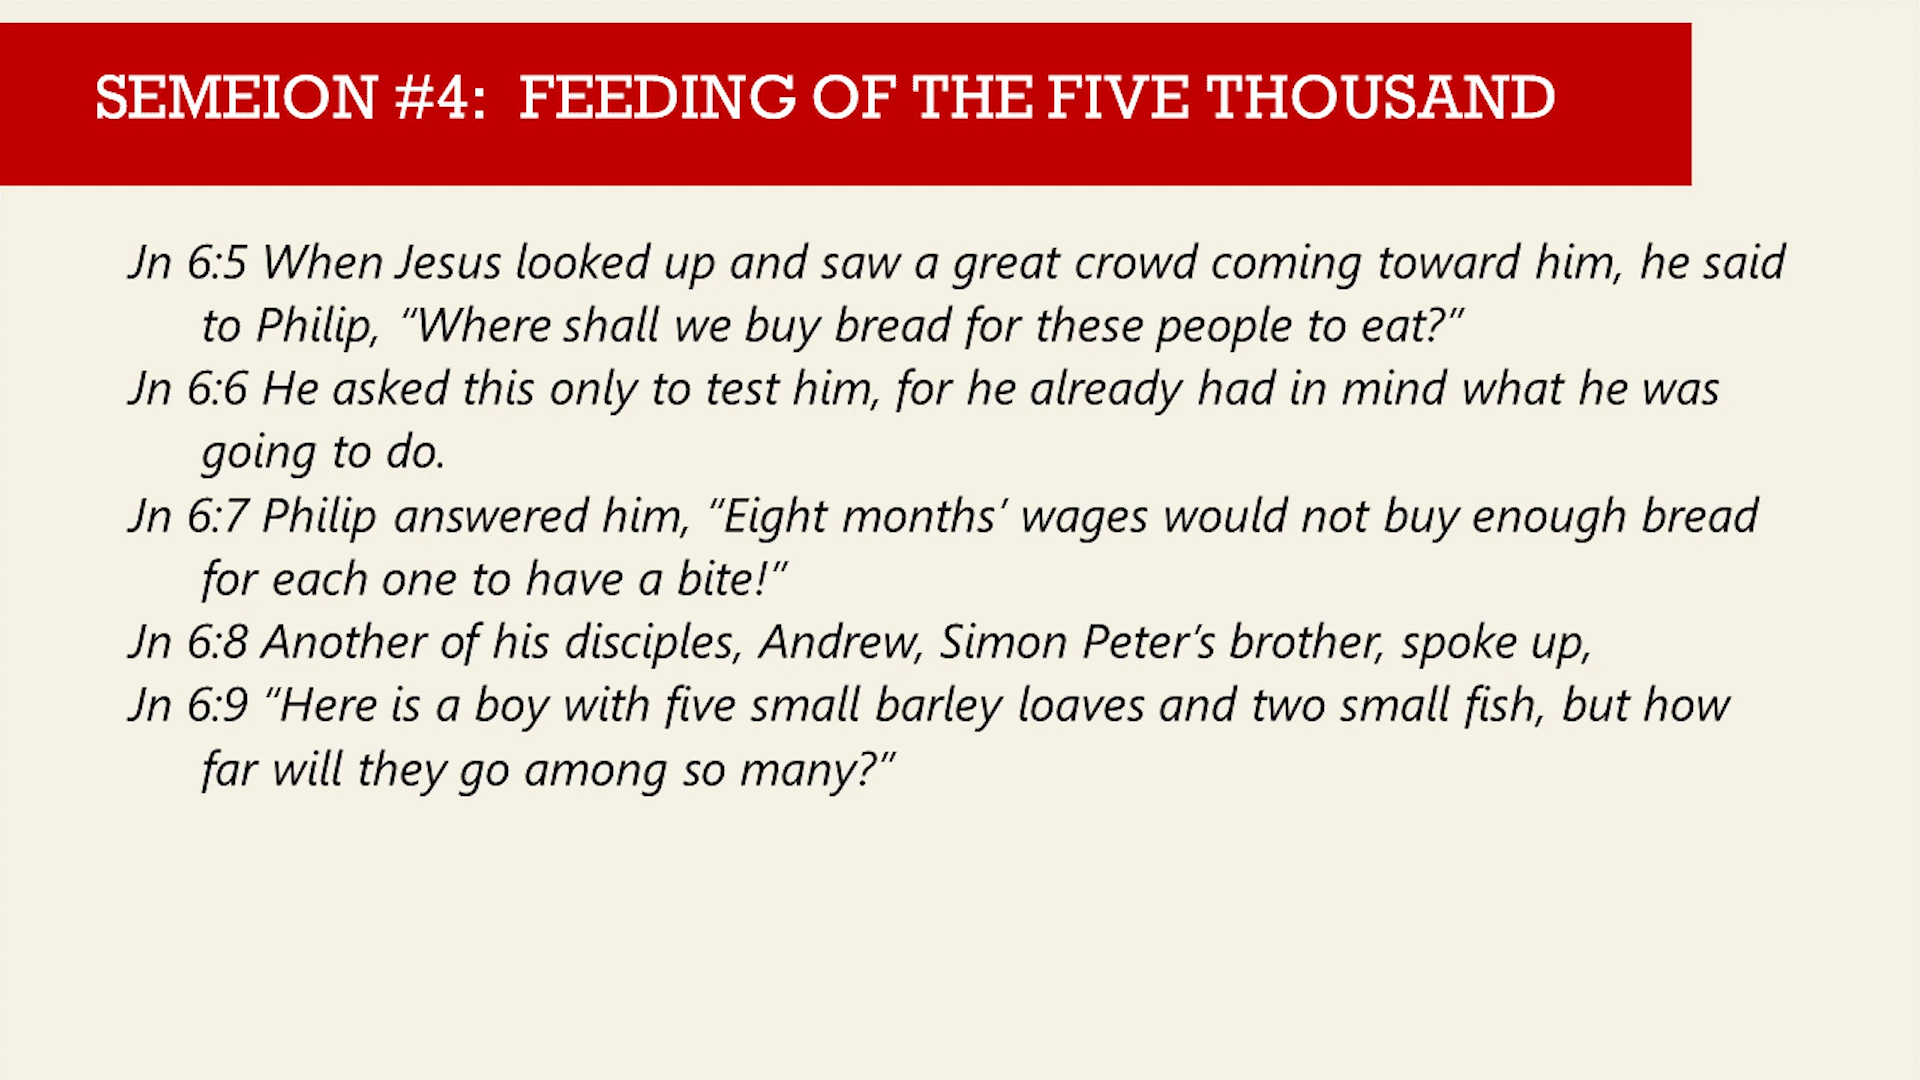 SEMEION #4:  FEEDING OF THE FIVE THOUSAND
Jn 6:5 When Jesus looked up and saw a great crowd coming toward him, he said
to Philip, “Where shall we buy bread for these people to eat?”
Jn 6:6 He asked this only to test him, for he already had in mind what he was
going to do.
Jn 6:7 Philip answered him, “Eight months’ wages would not buy enough bread
for each one to have a bite!”
Jn 6:8 Another of his disciples, Andrew, Simon Peter’s brother, spoke up,
Jn 6:9 “Here is a boy with five small barley loaves and two small fish, but how
far will they go among so many?”